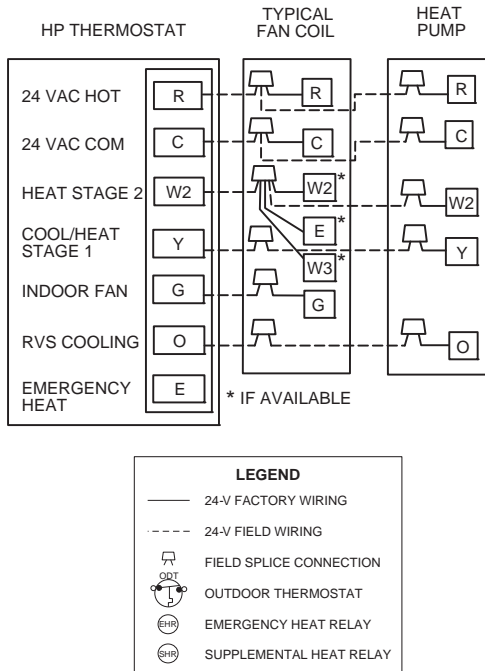 HP THERMOSTAT
TYPICAL
FAN COIL
HEAT
PUMP
24 VAC HOT R R R
24 VAC COM C C C
HEAT STAGE 2 W2 W2 * W2
E *
COOL/HEAT
STAGE 1 Y W3 * Y
INDOOR FAN G G
RVS COOLING O O
EMERGENCY
HEAT E
* IF AVAILABLE
LEGEND
24-V FACTORY WIRING
24-V FIELD WIRING
FIELD SPLICE CONNECTION
ODT OUTDOOR THERMOSTAT
EHR EMERGENCY HEAT RELAY
SHR SUPPLEMENTAL HEAT RELAY